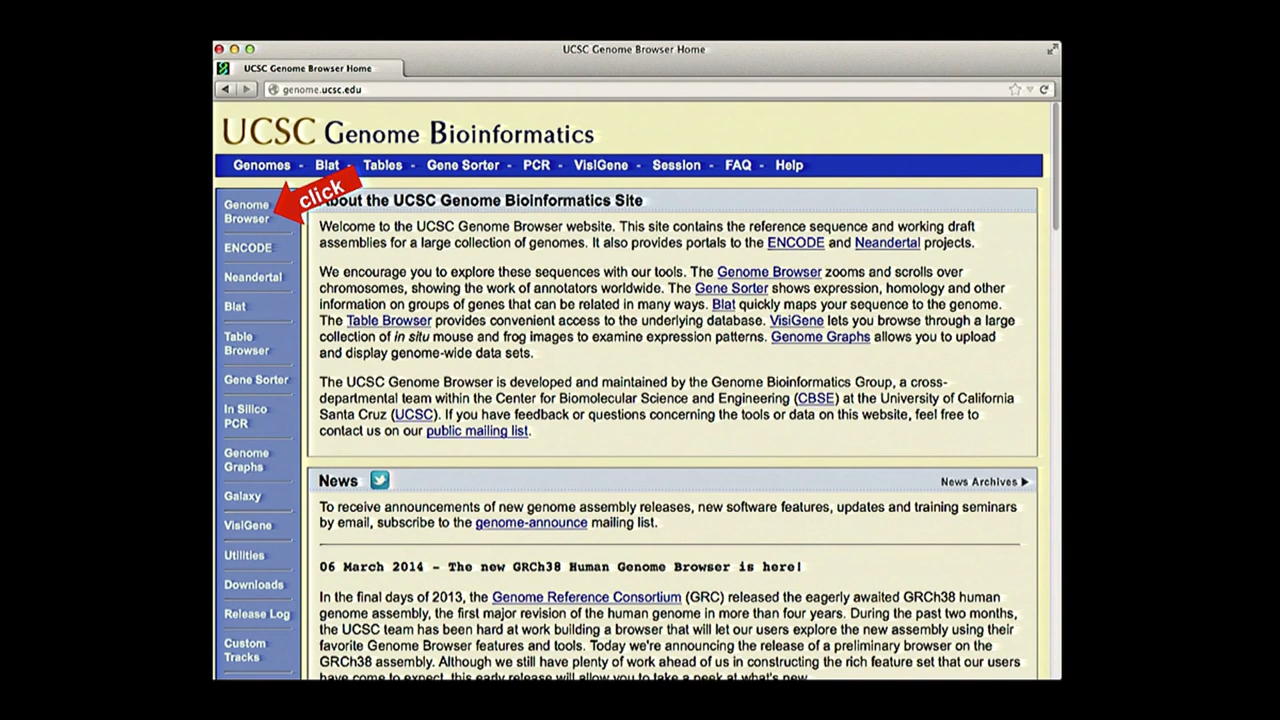 UCSC Genome Browser Home
UCSC Genome Browser Home
genome.ucsc.edu
UCSC Genome Bioinformatics
Genomes - Blat - Tables - Gene Sorter - PCR - VisiGene - Session - FAQ - Help
click
Genome
Browser
ENCODE
Neandertal
Blat
Table
Browser
Gene Sorter
In Silico
PCR
Genome
Graphs
Galaxy
VisiGene
Utilities
Downloads
Release Log
Custom
Tracks
bout the UCSC Genome Bioinformatics Site
Welcome to the UCSC Genome Browser website. This site contains the reference sequence and working draft
assemblies for a large collection of genomes. It also provides portals to the ENCODE and Neandertal projects.
We encourage you to explore these sequences with our tools. The Genome Browser zooms and scrolls over
chromosomes, showing the work of annotators worldwide. The Gene Sorter shows expression, homology and other
information on groups of genes that can be related in many ways. Blat quickly maps your sequence to the genome.
The Table Browser provides convenient access to the underlying database. VisiGene lets you browse through a large
collection of in situ mouse and frog images to examine expression patterns. Genome Graphs allows you to upload
and display genome-wide data sets.
The UCSC Genome Browser is developed and maintained by the Genome Bioinformatics Group, a cross-
departmental team within the Center for Biomolecular Science and Engineering (CBSE) at the University of California
Santa Cruz (UCSC). If you have feedback or questions concerning the tools or data on this website, feel free to
contact us on our public mailing list.
News
News Archives ▶
To receive announcements of new genome assembly releases, new software features, updates and training seminars
by email, subscribe to the genome-announce mailing list.
06 March 2014 - The new GRCh38 Human Genome Browser is here!
In the final days of 2013, the Genome Reference Consortium (GRC) released the eagerly awaited GRCh38 human
genome assembly, the first major revision of the human genome in more than four years. During the past two months,
the UCSC team has been hard at work building a browser that will let our users explore the new assembly using their
favorite Genome Browser features and tools. Today we're announcing the release of a preliminary browser on the
GRCh38 assembly. Although we still have plenty of work ahead of us in constructing the rich feature set that our users
have come to expect, this early release will allow you to take a peek at what's new.